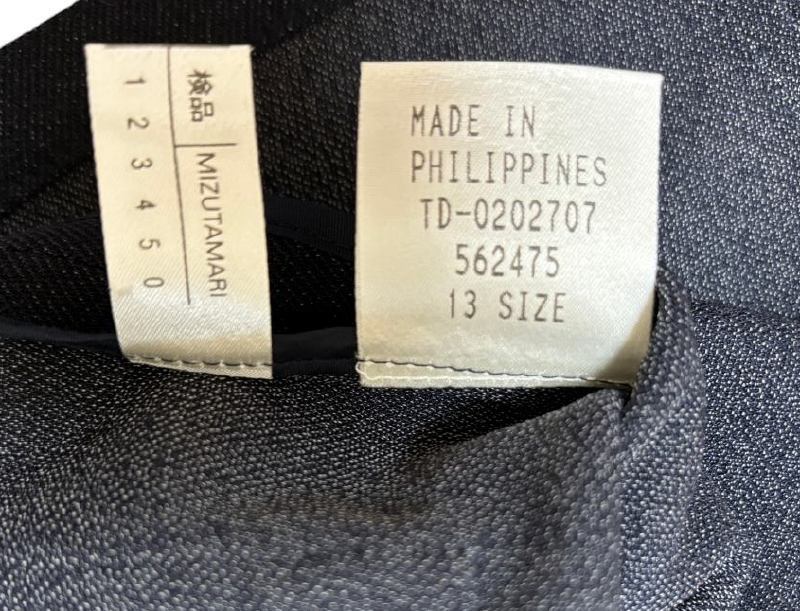 検品 MIZUTAMARI
1 2 3 4 5 0
MADE IN
PHILIPPINES
TD-0202707
562475
13 SIZE